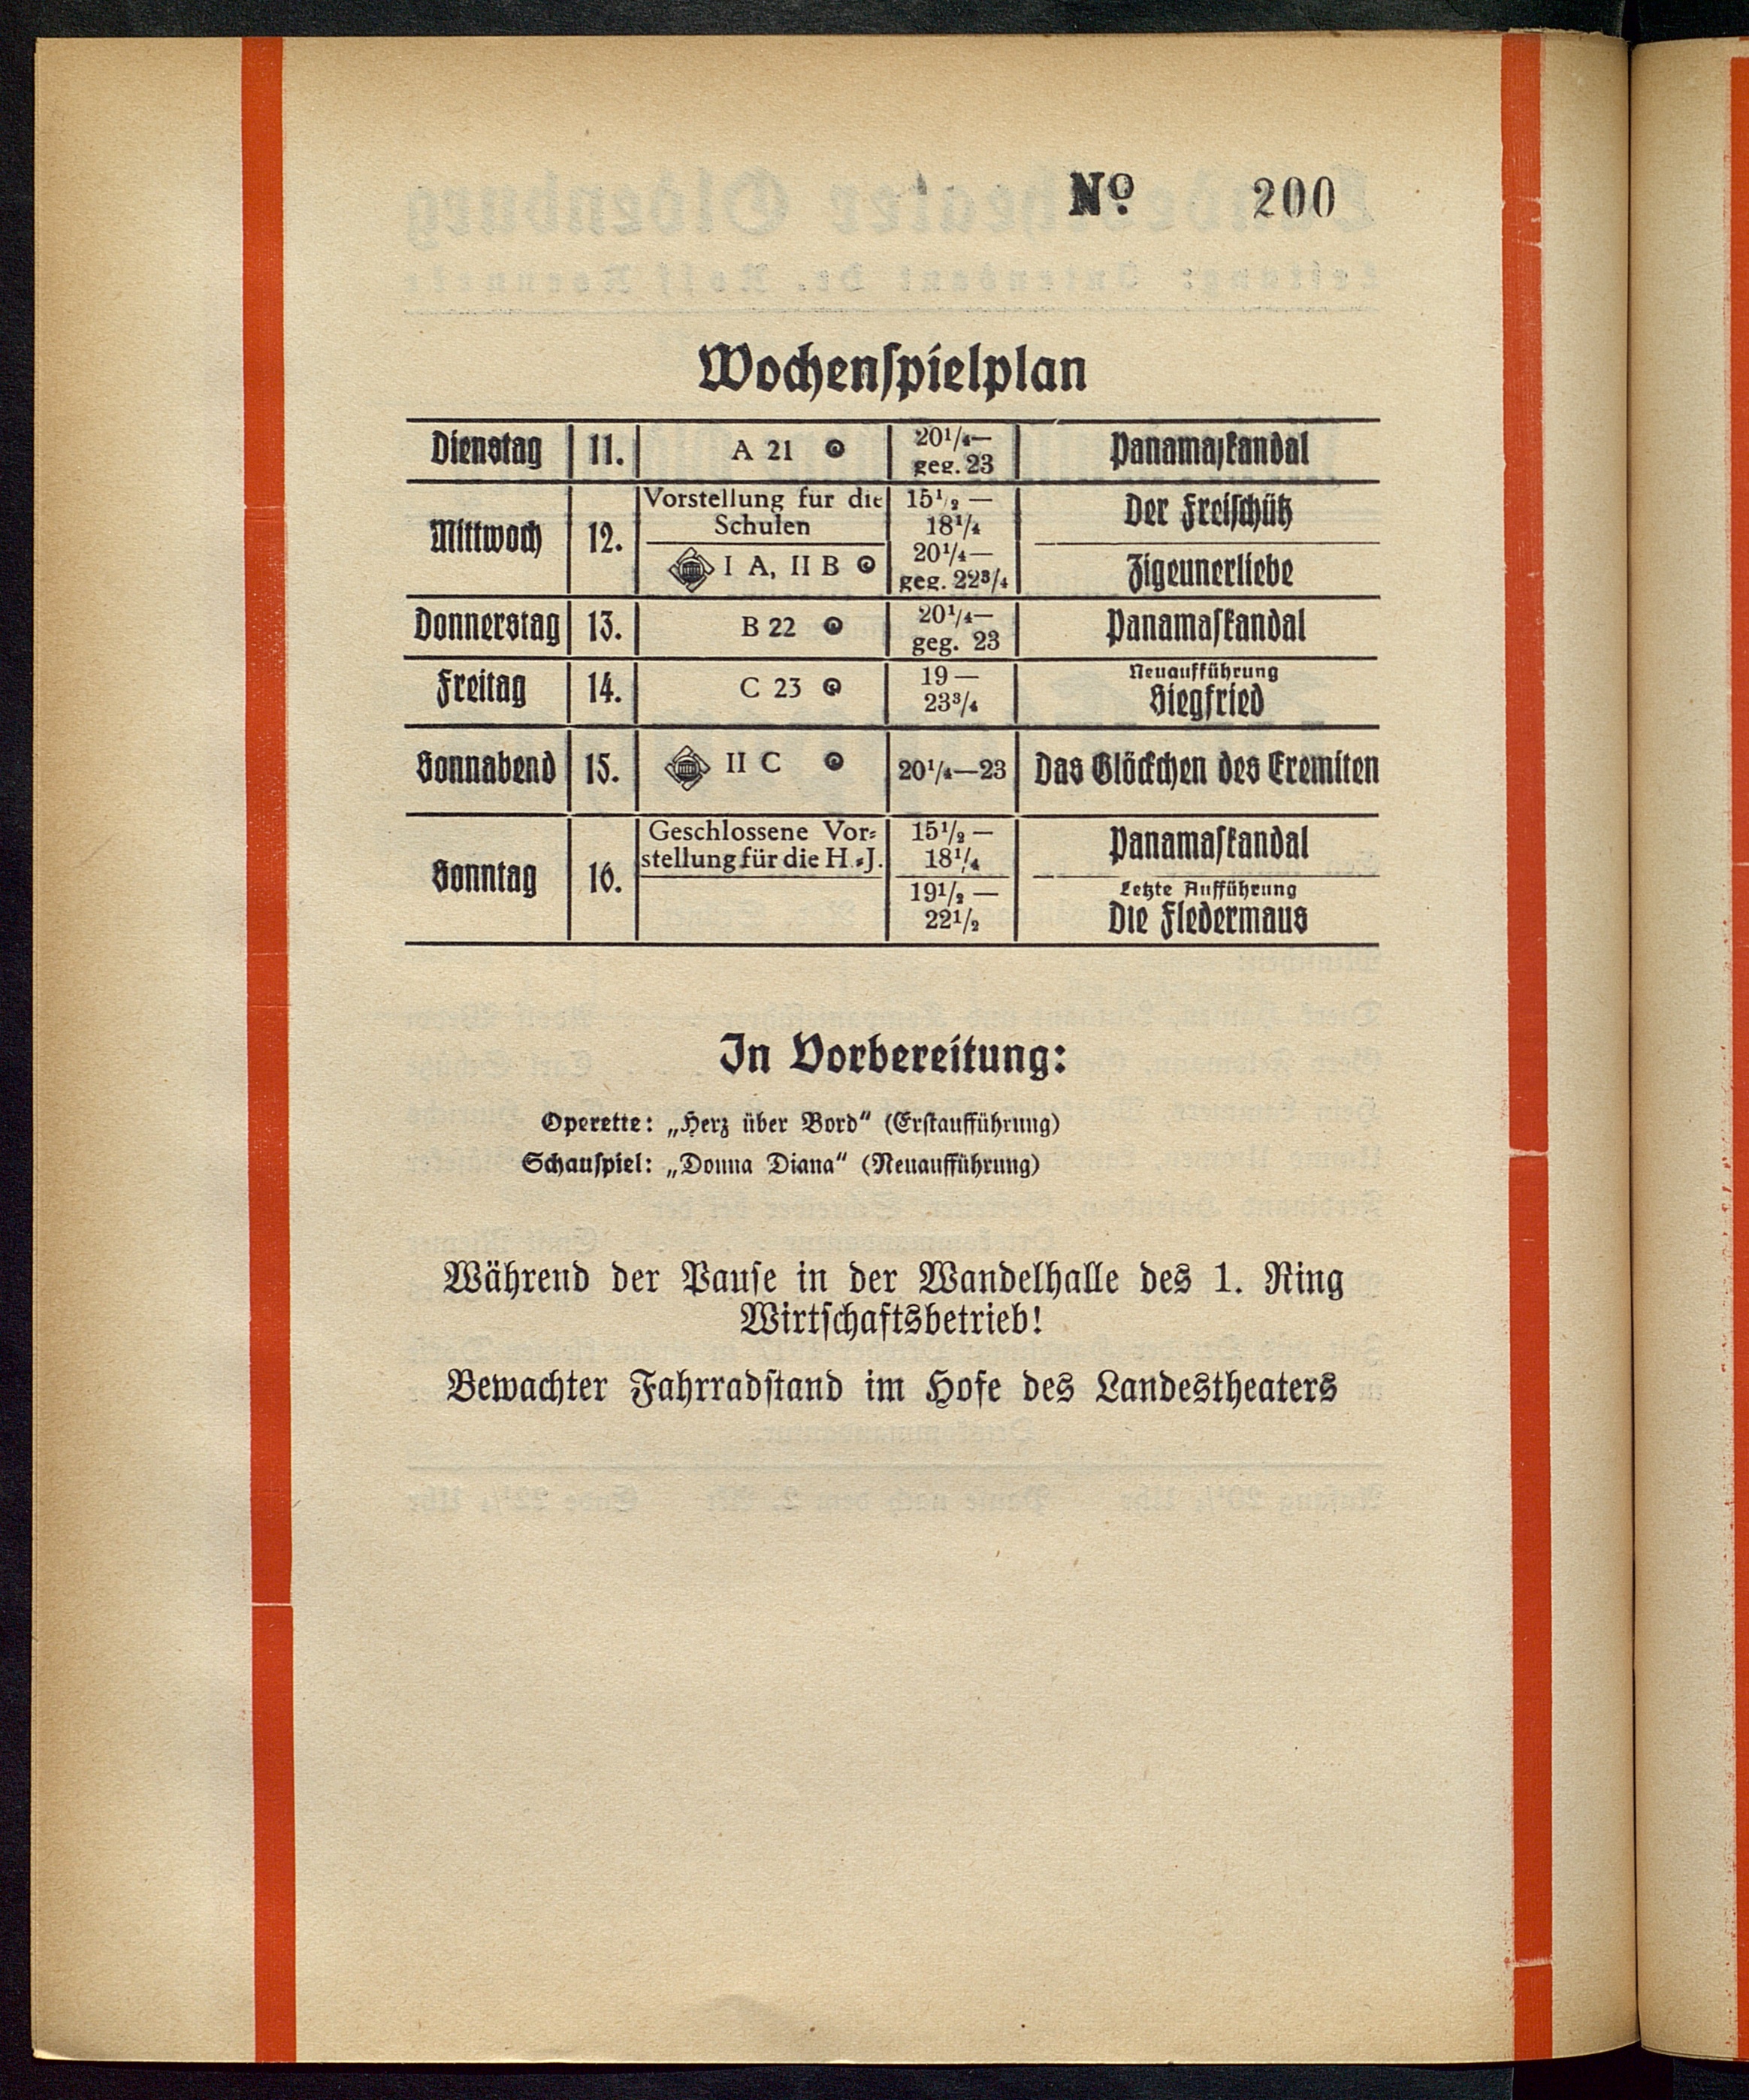 Nº 200
Wochenspielplan
Dienstag 11. A 21 20¼—
geg. 23 Panamaskandal
Mittwoch 12. Vorstellung für die
Schulen 15½ —
18¼ Der Freischütz
I A, II B 20¼—
geg. 22¾ Zigeunerliebe
Donnerstag 13. B 22 20¼—
geg. 23 Panamaskandal
Freitag 14. C 23 19 —
23¾ Neuaufführung
Siegfried
Sonnabend 15. II C 20¼—23 Das Glöckchen des Eremiten
Sonntag 16. Geschlossene Vor-
stellung für die H.-J. 15½ —
18¼ Panamaskandal
19½ —
22½ Letzte Aufführung
Die Fledermaus
In Vorbereitung:
Operette: „Herz über Bord“ (Erstaufführung)
Schauspiel: „Donna Diana“ (Neuaufführung)
Während der Pause in der Wandelhalle des 1. Ring
Wirtschaftsbetrieb!
Bewachter Fahrradstand im Hofe des Landestheaters